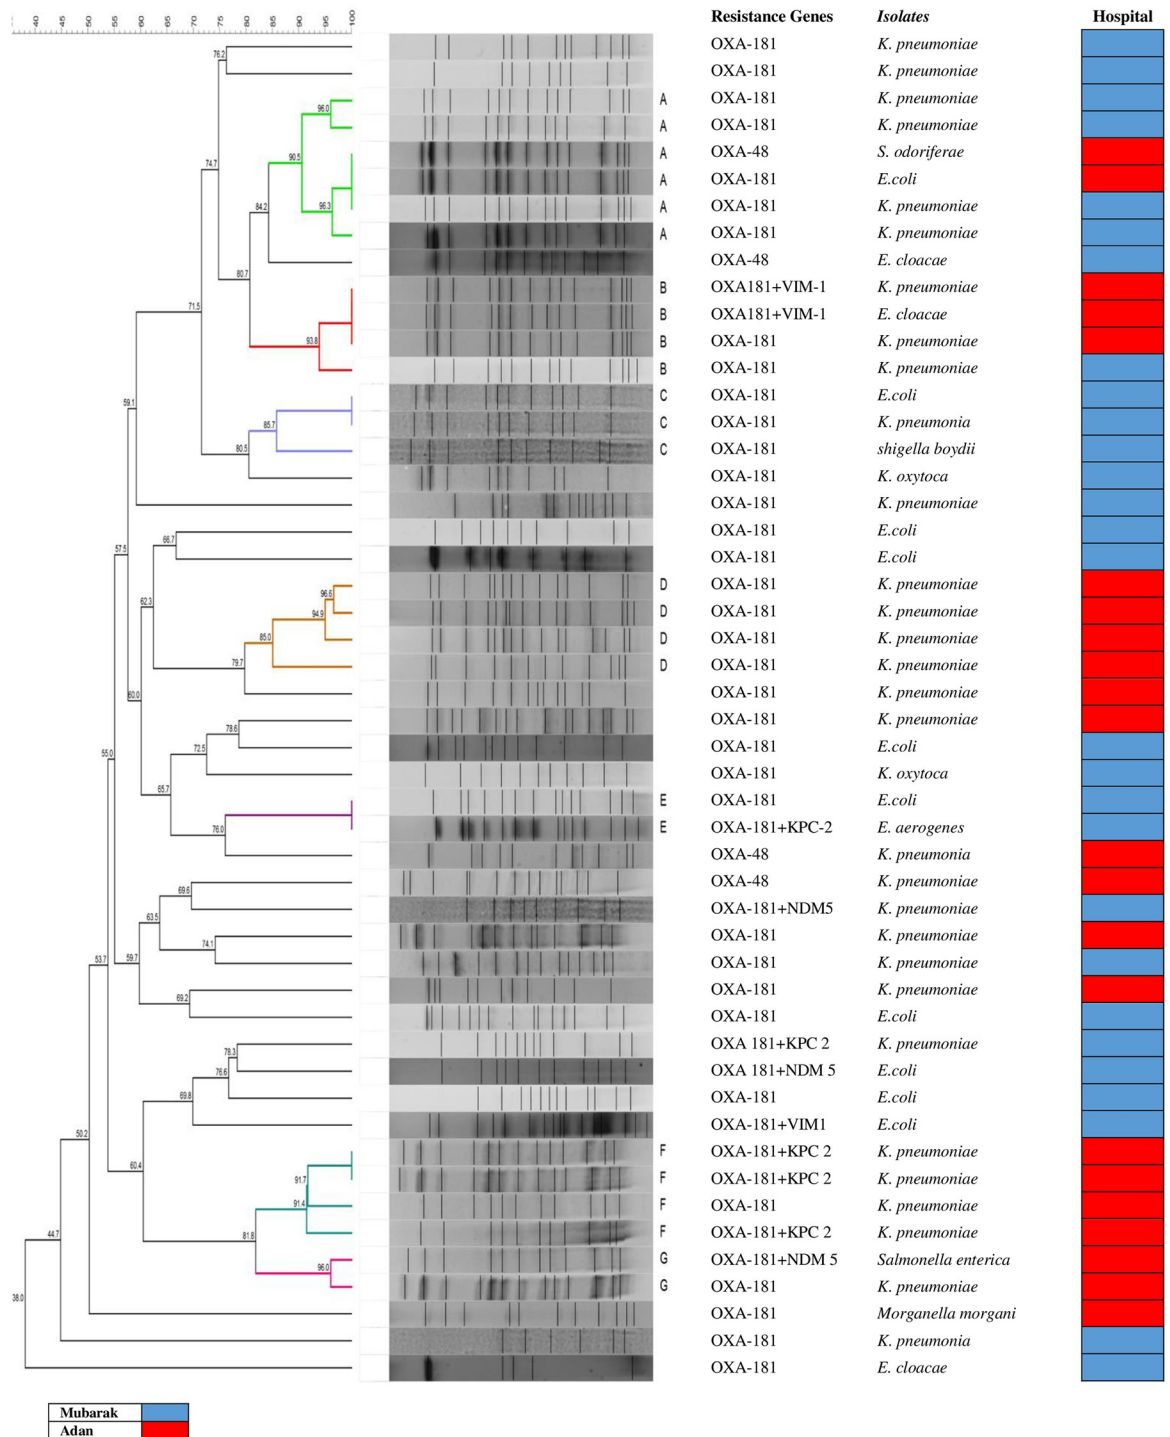 40 45 50 55 60 65 70 75 80 85 90 95 100
Resistance Genes Isolates Hospital
OXA-181 K. pneumoniae
76.2
OXA-181 K. pneumoniae
A OXA-181 K. pneumoniae
96.0
A OXA-181 K. pneumoniae
A OXA-48 S. odoriferae
90.5
74.7
A OXA-181 E.coli
A OXA-181 K. pneumoniae
84.2 96.3
A OXA-181 K. pneumoniae
OXA-48 E. cloacae
80.7
B OXA181+VIM-1 K. pneumoniae
71.5
B OXA181+VIM-1 E. cloacae
B OXA-181 K. pneumoniae
93.8
B OXA-181 K. pneumoniae
C OXA-181 E.coli
59.1
C OXA-181 K. pneumonia
85.7
C OXA-181 shigella boydii
80.5
OXA-181 K. oxytoca
OXA-181 K. pneumoniae
OXA-181 E.coli
66.7
57.5
OXA-181 E.coli
D OXA-181 K. pneumoniae
96.6
62.3
D OXA-181 K. pneumoniae
94.9
D OXA-181 K. pneumoniae
85.0
D OXA-181 K. pneumoniae
79.7
OXA-181 K. pneumoniae
60.0
OXA-181 K. pneumoniae
78.6
OXA-181 E.coli
72.5
55.0
OXA-181 K. oxytoca
65.7
E OXA-181 E.coli
E OXA-181+KPC-2 E. aerogenes
76.0
OXA-48 K. pneumonia
OXA-48 K. pneumoniae
69.6
OXA-181+NDM5 K. pneumoniae
63.5
OXA-181 K. pneumoniae
74.1
OXA-181 K. pneumoniae
53.7 59.7
OXA-181 K. pneumoniae
69.2
OXA-181 E.coli
OXA 181+KPC 2 K. pneumoniae
78.3
OXA 181+NDM 5 E.coli
76.6
OXA-181 E.coli
69.8
OXA-181+VIM1 E.coli
50.2
F OXA-181+KPC 2 K. pneumoniae
60.4
F OXA-181+KPC 2 K. pneumoniae
91.7
F OXA-181 K. pneumoniae
91.4
F OXA-181+KPC 2 K. pneumoniae
44.7 81.8
G OXA-181+NDM 5 Salmonella enterica
96.0
G OXA-181 K. pneumoniae
38.0
OXA-181 Morganella morgani
OXA-181 K. pneumonia
OXA-181 E. cloacae
Mubarak
Adan